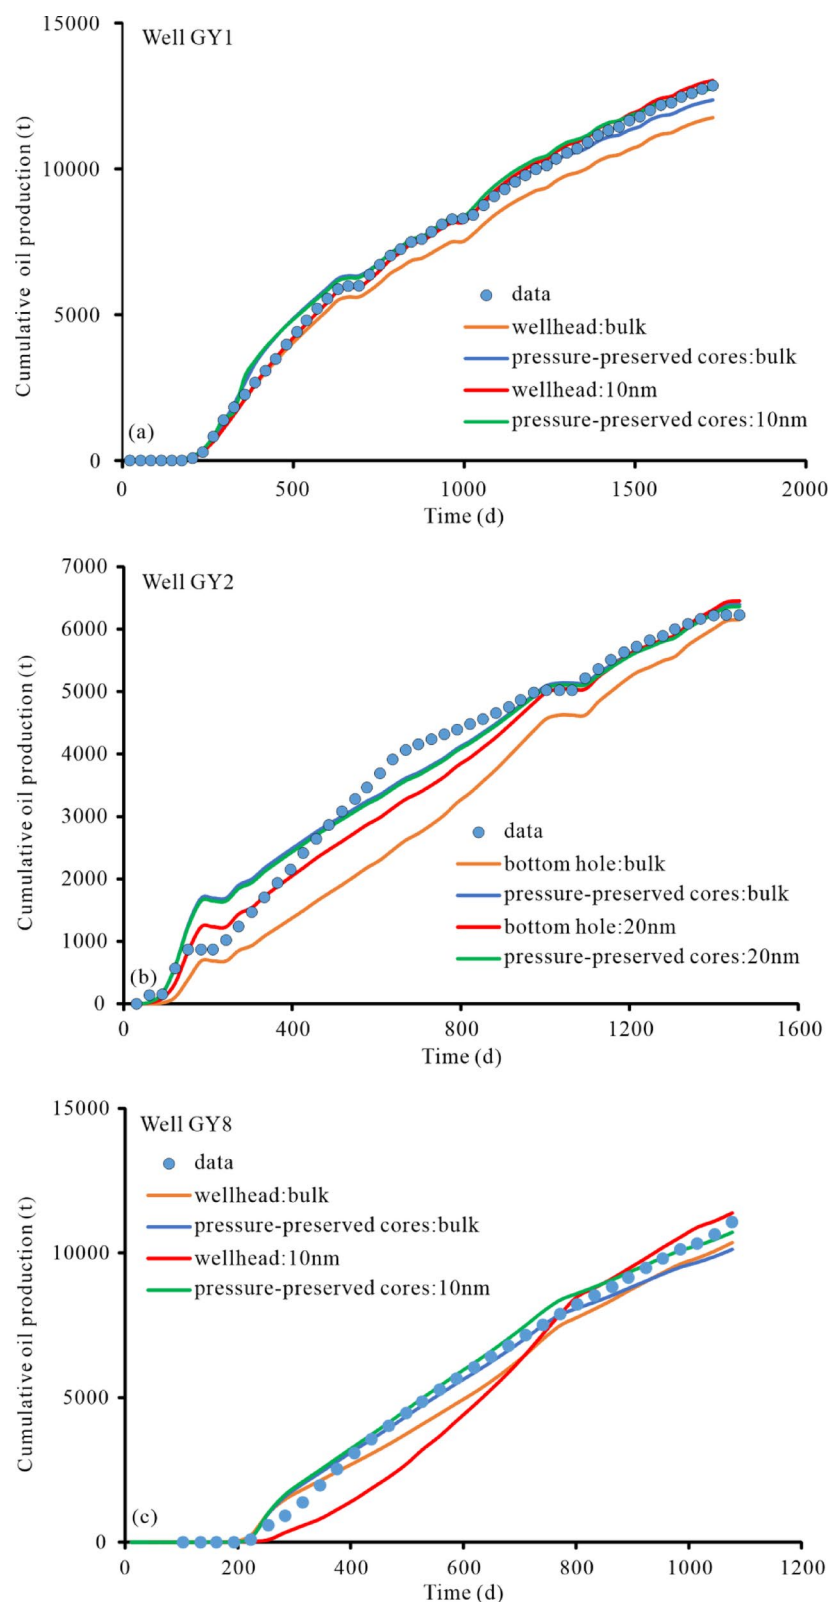 15000
Well GY1
10000
5000
0
Cumulative oil production (t)
data
wellhead:bulk
pressure-preserved cores:bulk
wellhead:10nm
pressure-preserved cores:10nm
(a)
0 500 1000 1500 2000
Time (d)
7000
Well GY2
6000
5000
4000
3000
2000
1000
0
Cumulative oil production (t)
data
bottom hole:bulk
pressure-preserved cores:bulk
bottom hole:20nm
pressure-preserved cores:20nm
(b)
0 400 800 1200 1600
Time (d)
15000
Well GY8
data
wellhead:bulk
pressure-preserved cores:bulk
wellhead:10nm
pressure-preserved cores:10nm
10000
5000
0
Cumulative oil production (t)
(c)
0 200 400 600 800 1000 1200
Time (d)